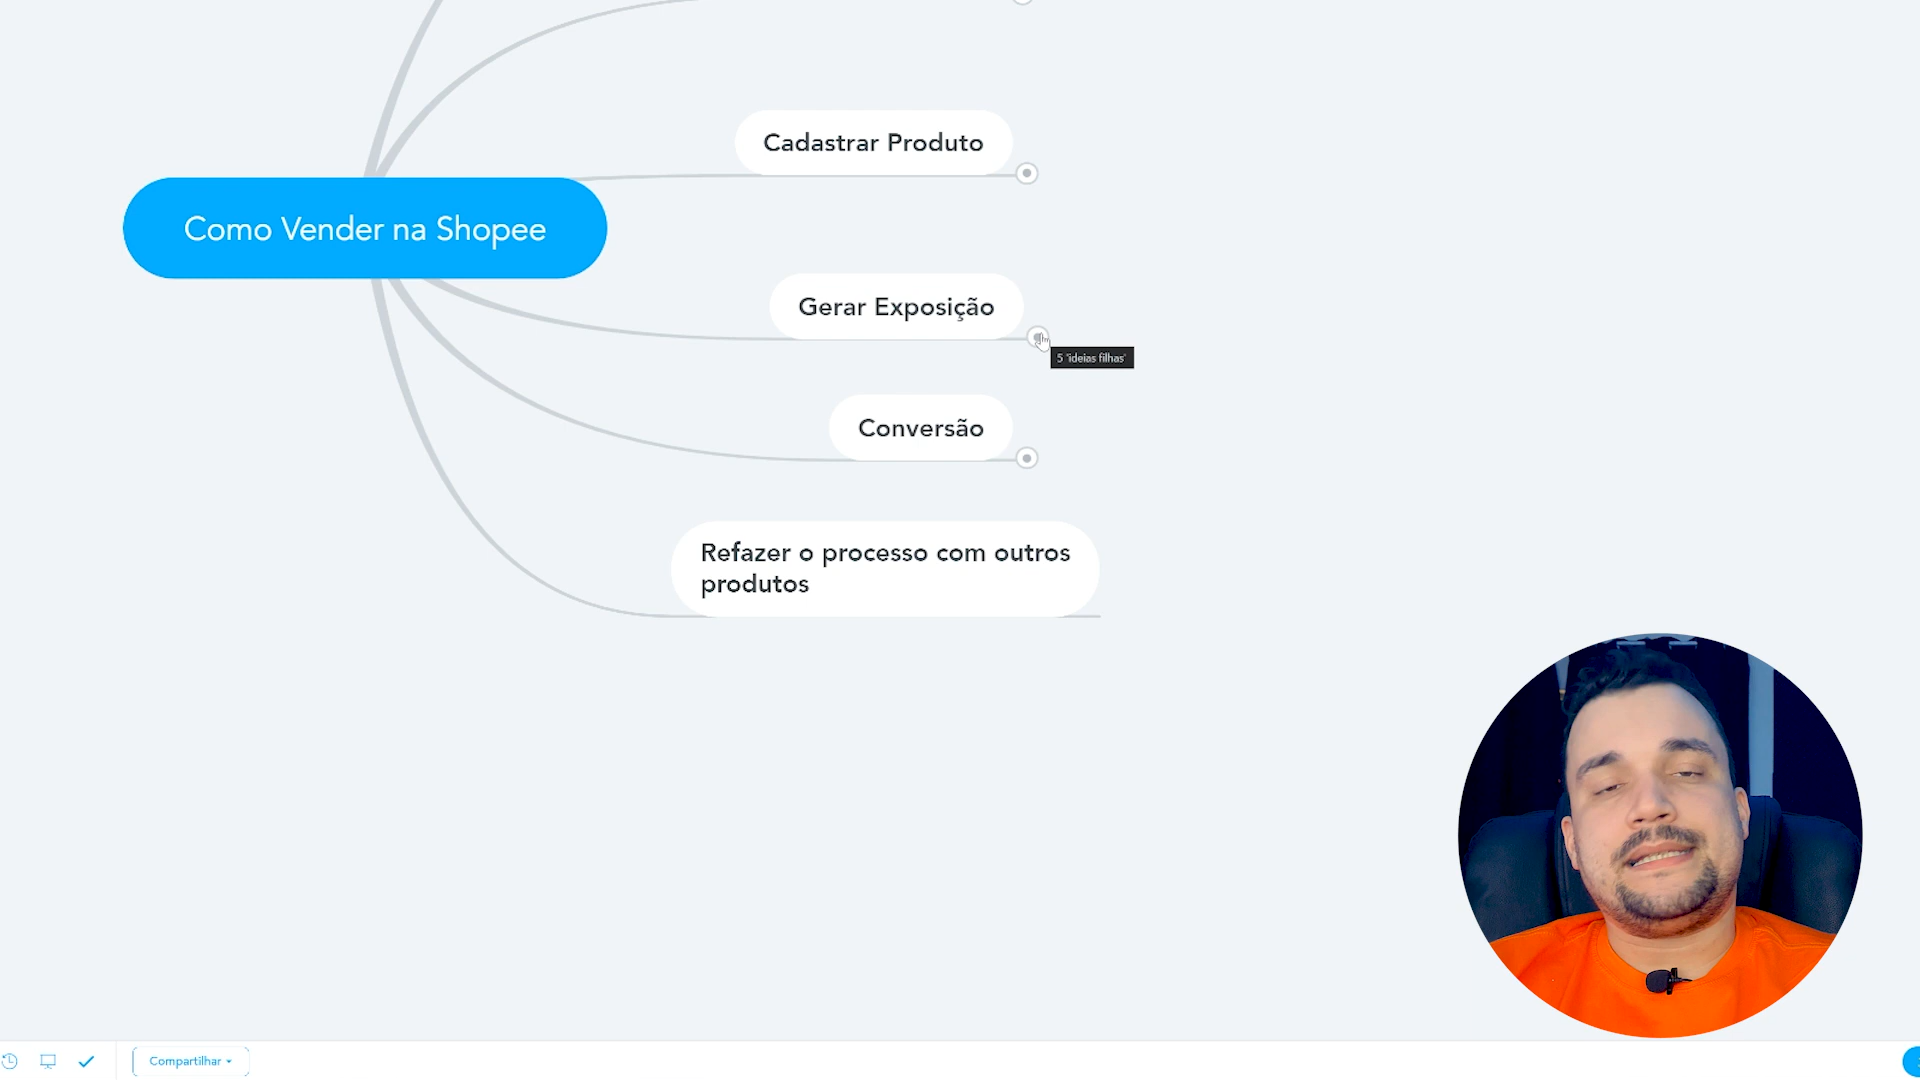 Cadastrar Produto
Como Vender na Shopee
Gerar Exposição
5 'ideias filhas'
Conversão
Refazer o processo com outros
produtos
Compartilhar